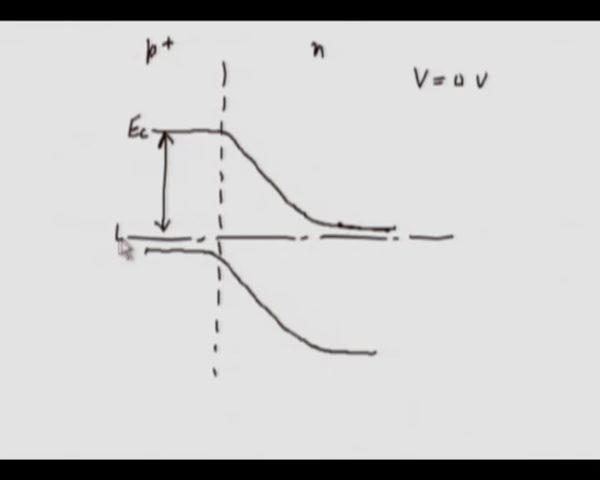 p+ n
V = 0 V
Ec